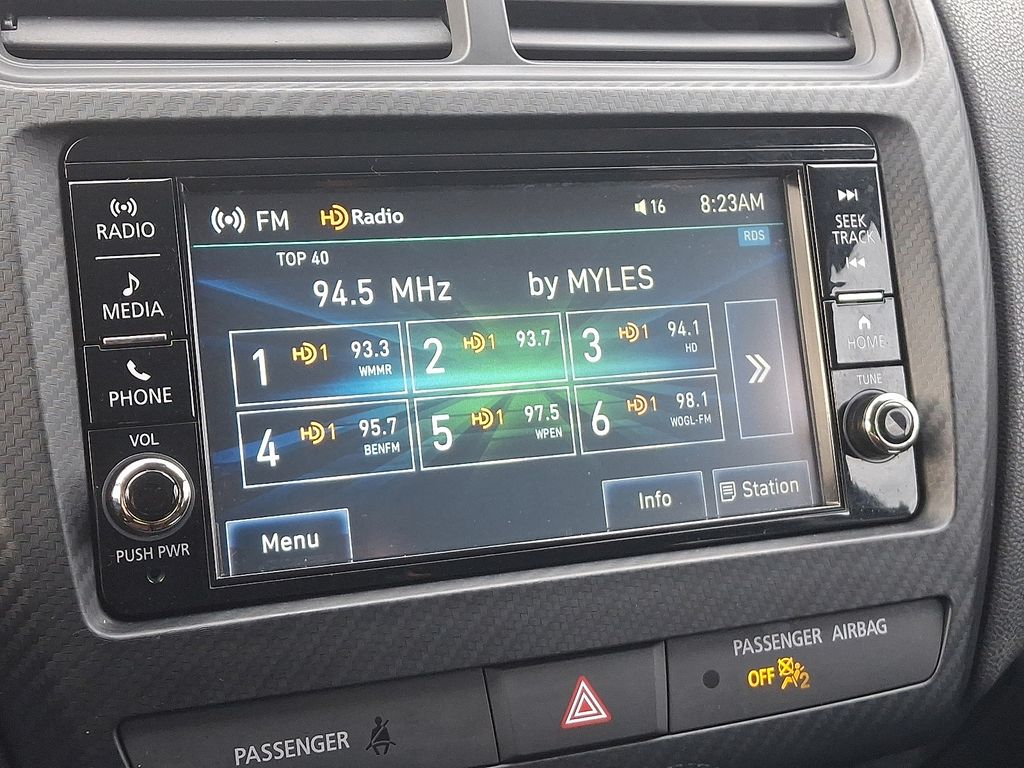 RADIO
MEDIA
PHONE
VOL
PUSH PWR
FM HD Radio 16 8:23AM
RDS
TOP 40
94.5 MHz by MYLES
1 HD1 93.3 WMMR
2 HD1 93.7
3 HD1 94.1 HD
4 HD1 95.7 BENFM
5 HD1 97.5 WPEN
6 HD1 98.1 WOGL-FM
Menu
Info
Station
SEEK
TRACK
HOME
TUNE
PASSENGER AIRBAG
OFF 2
PASSENGER